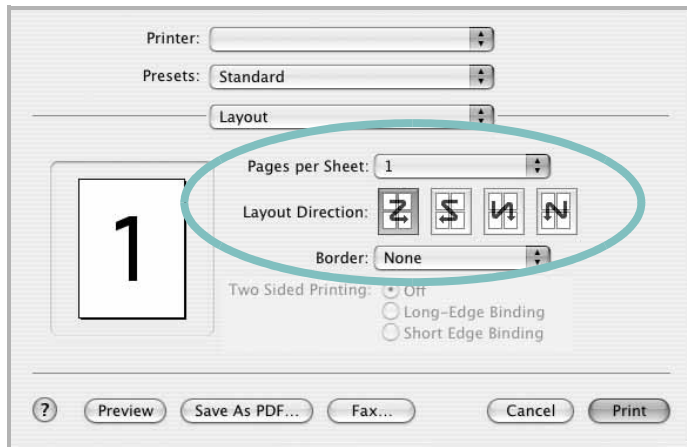 Printer:
Presets: Standard
Layout
Pages per Sheet: 1
1
Layout Direction:
Border: None
Two Sided Printing: Off
Long-Edge Binding
Short Edge Binding
? Preview Save As PDF... Fax... Cancel Print